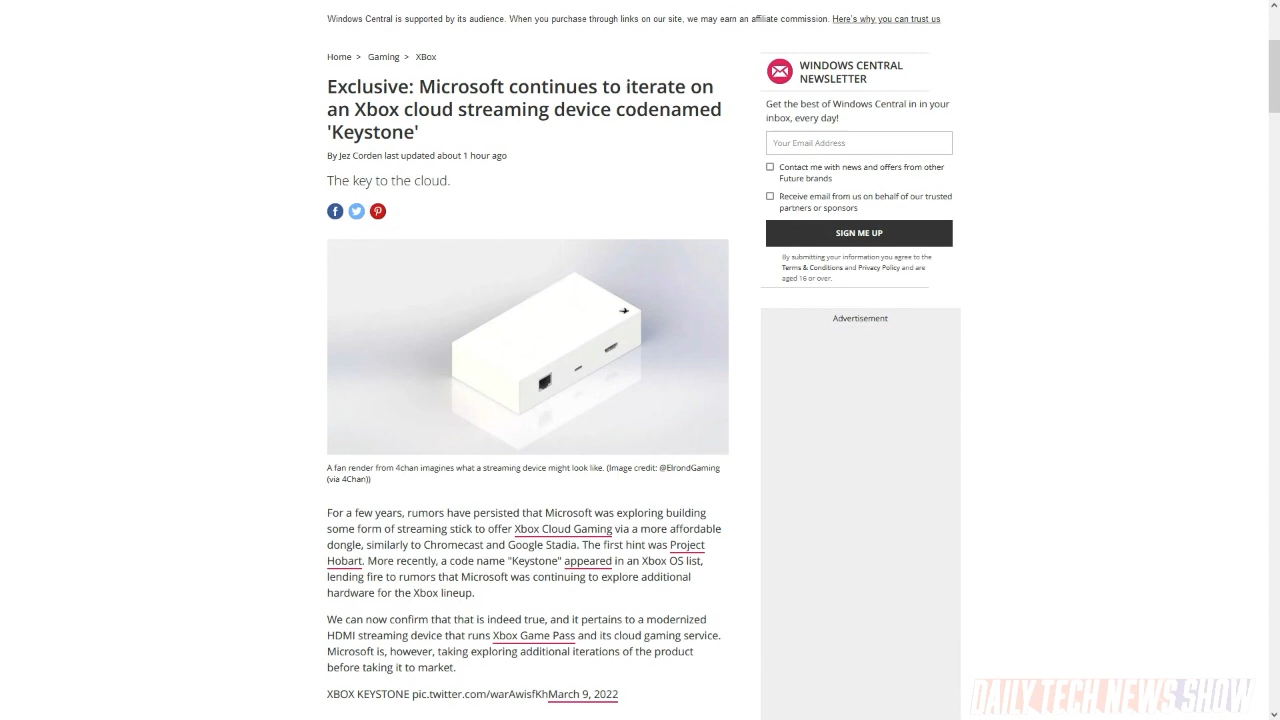 Windows Central is supported by its audience. When you purchase through links on our site, we may earn an affiliate commission. Here's why you can trust us
Home > Gaming > XBox
Exclusive: Microsoft continues to iterate on
an Xbox cloud streaming device codenamed
'Keystone'
By Jez Corden last updated about 1 hour ago
The key to the cloud.
A fan render from 4chan imagines what a streaming device might look like. (Image credit: @ElrondGaming
(via 4Chan))
For a few years, rumors have persisted that Microsoft was exploring building
some form of streaming stick to offer Xbox Cloud Gaming via a more affordable
dongle, similarly to Chromecast and Google Stadia. The first hint was Project
Hobart. More recently, a code name "Keystone" appeared in an Xbox OS list,
lending fire to rumors that Microsoft was continuing to explore additional
hardware for the Xbox lineup.
We can now confirm that that is indeed true, and it pertains to a modernized
HDMI streaming device that runs Xbox Game Pass and its cloud gaming service.
Microsoft is, however, taking exploring additional iterations of the product
before taking it to market.
XBOX KEYSTONE pic.twitter.com/warAwisfKhMarch 9, 2022
WINDOWS CENTRAL
NEWSLETTER
Get the best of Windows Central in in your
inbox, every day!
Your Email Address
Contact me with news and offers from other
Future brands
Receive email from us on behalf of our trusted
partners or sponsors
SIGN ME UP
By submitting your information you agree to the
Terms & Conditions and Privacy Policy and are
aged 16 or over.
Advertisement
DAILY TECH NEWS SHOW